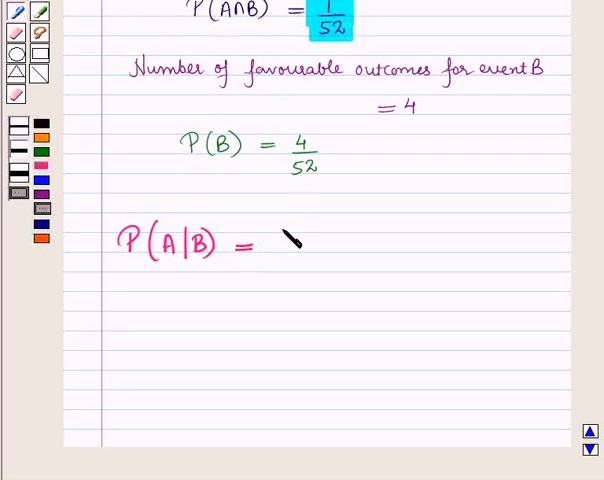 P(A∩B) = 1/52
Number of favourable outcomes for event B
= 4
P(B) = 4/52
P(A|B) =